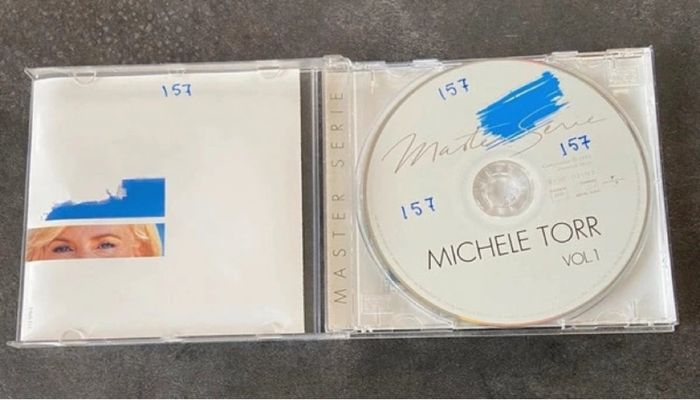 157
MASTER SERIE
157
Master Serie
157
157
MICHELE TORR
VOL.1